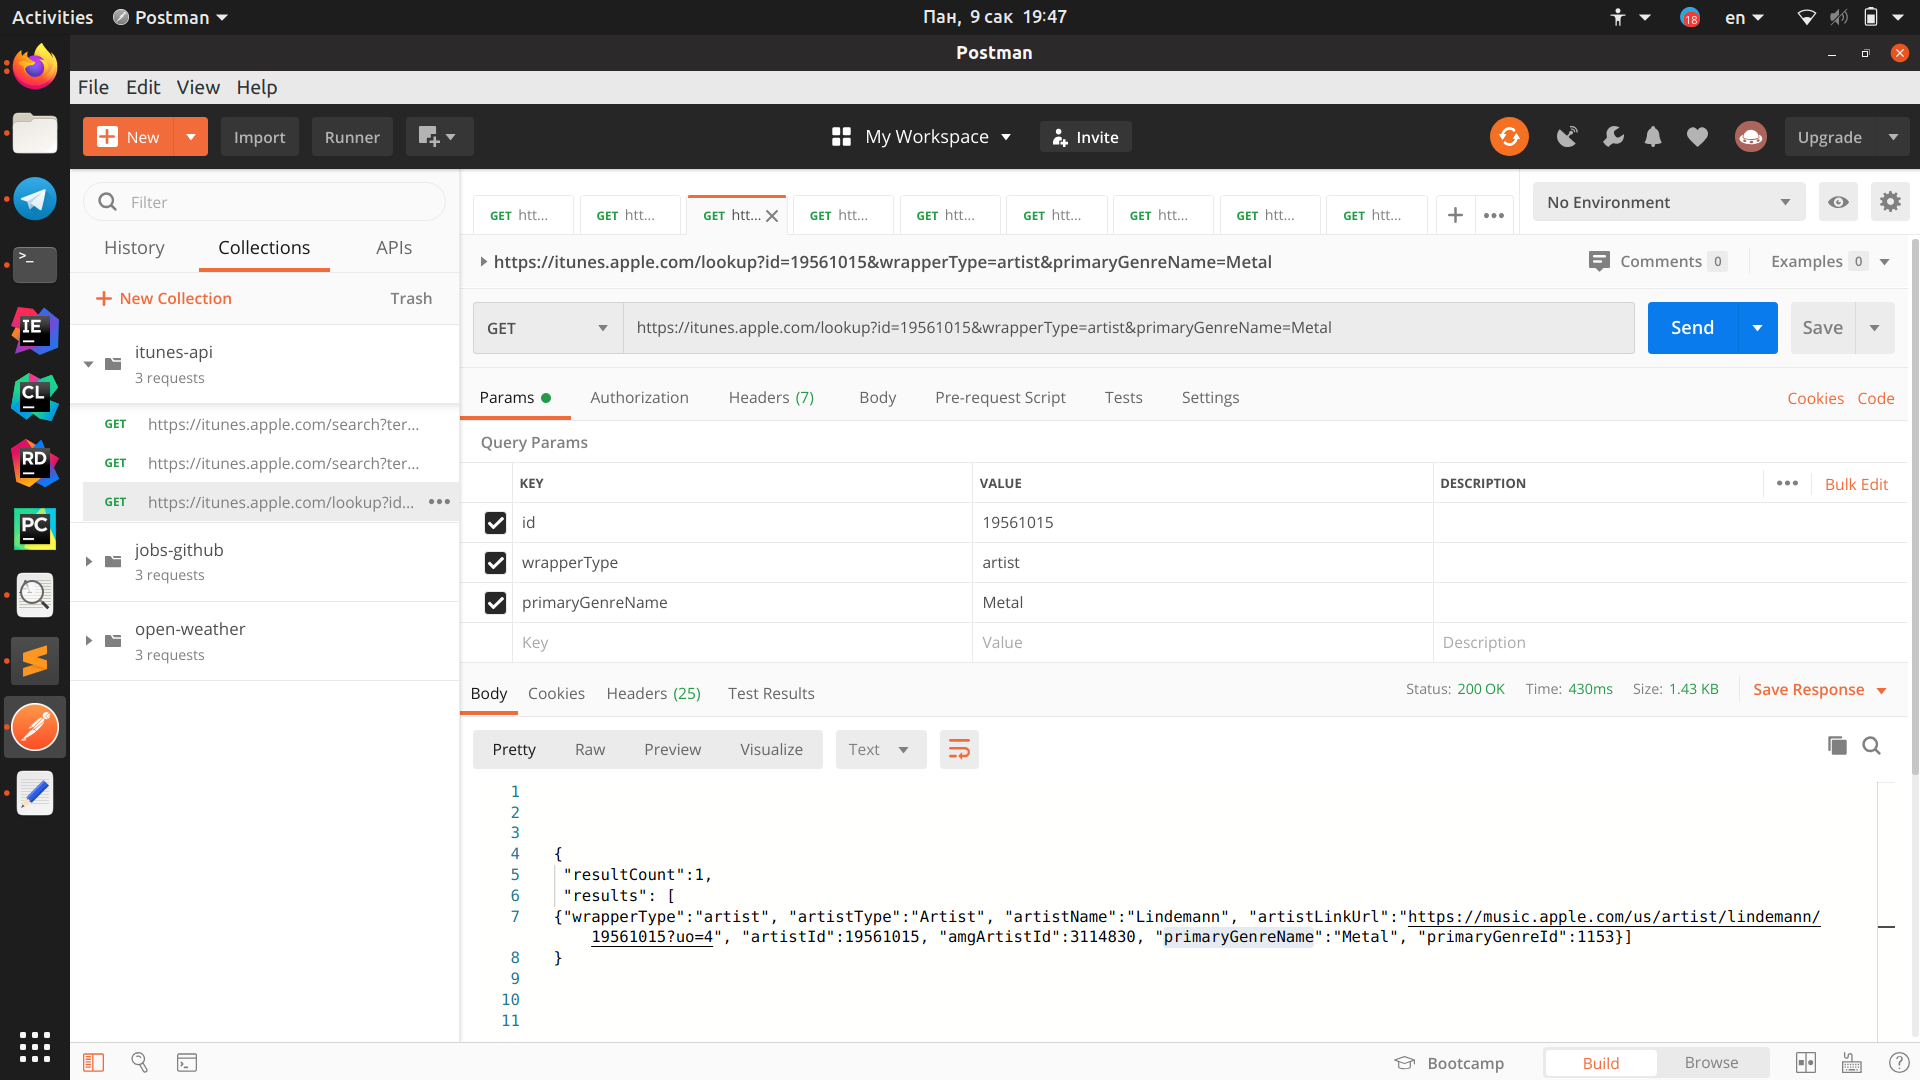 Activities Postman Пан, 9 сак 19:47 18 en
Postman
File Edit View Help
New Import Runner My Workspace Invite Upgrade
Filter
History Collections APIs
New Collection Trash
itunes-api
3 requests
GET https://itunes.apple.com/search?ter...
GET https://itunes.apple.com/search?ter...
GET https://itunes.apple.com/lookup?id...
jobs-github
3 requests
open-weather
3 requests
GET htt... GET htt... GET htt... GET htt... GET htt... GET htt... GET htt... GET htt... GET htt... No Environment
https://itunes.apple.com/lookup?id=19561015&wrapperType=artist&primaryGenreName=Metal Comments 0 Examples 0
GET https://itunes.apple.com/lookup?id=19561015&wrapperType=artist&primaryGenreName=Metal Send Save
Params Authorization Headers (7) Body Pre-request Script Tests Settings Cookies Code
Query Params
KEY VALUE DESCRIPTION Bulk Edit
id 19561015
wrapperType artist
primaryGenreName Metal
Key Value Description
Body Cookies Headers (25) Test Results Status: 200 OK Time: 430ms Size: 1.43 KB Save Response
Pretty Raw Preview Visualize Text
1
2
3
4 {
5 "resultCount":1,
6 "results": [
7 {"wrapperType":"artist", "artistType":"Artist", "artistName":"Lindemann", "artistLinkUrl":"https://music.apple.com/us/artist/lindemann/
19561015?uo=4", "artistId":19561015, "amgArtistId":3114830, "primaryGenreName":"Metal", "primaryGenreId":1153}]
8 }
9
10
11
Bootcamp Build Browse
IE
CL
RD
PC